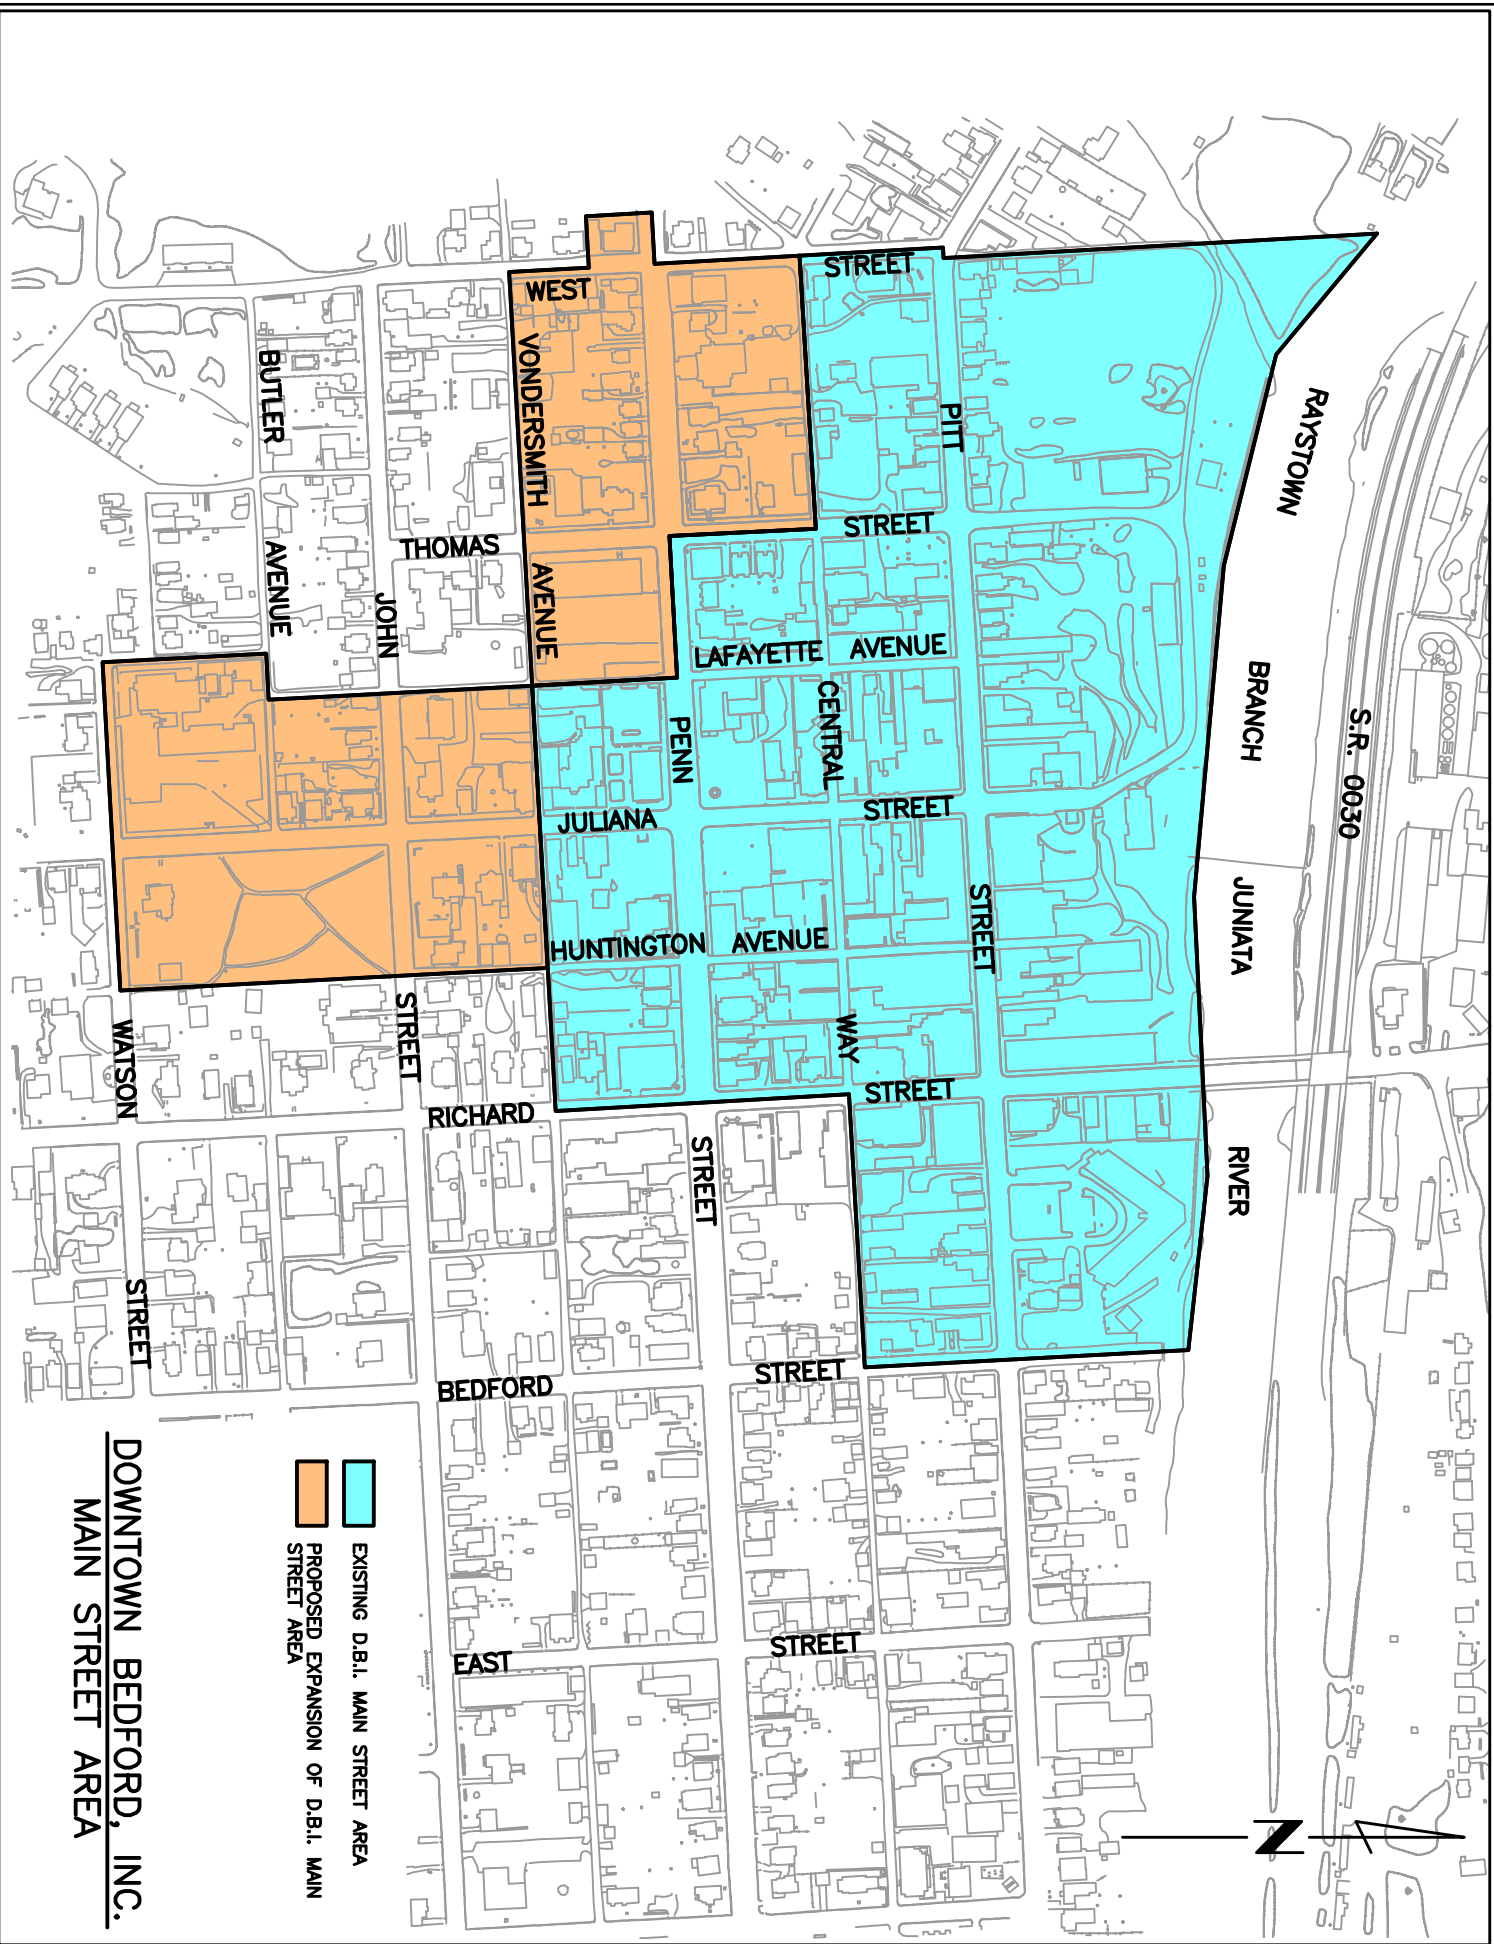 RAYSTOWN
BRANCH
JUNIATA
RIVER
S.R. 0030
WEST
STREET
PITT
STREET
VONDERSMITH
AVENUE
BUTLER
AVENUE
THOMAS
STREET
JOHN
STREET
LAFAYETTE AVENUE
CENTRAL
WAY
PENN
STREET
JULIANA
STREET
HUNTINGTON AVENUE
RICHARD
STREET
WATSON
STREET
BEDFORD
STREET
EAST
STREET
N
EXISTING D.B.I. MAIN STREET AREA
PROPOSED EXPANSION OF D.B.I. MAIN
STREET AREA
DOWNTOWN BEDFORD, INC.
MAIN STREET AREA